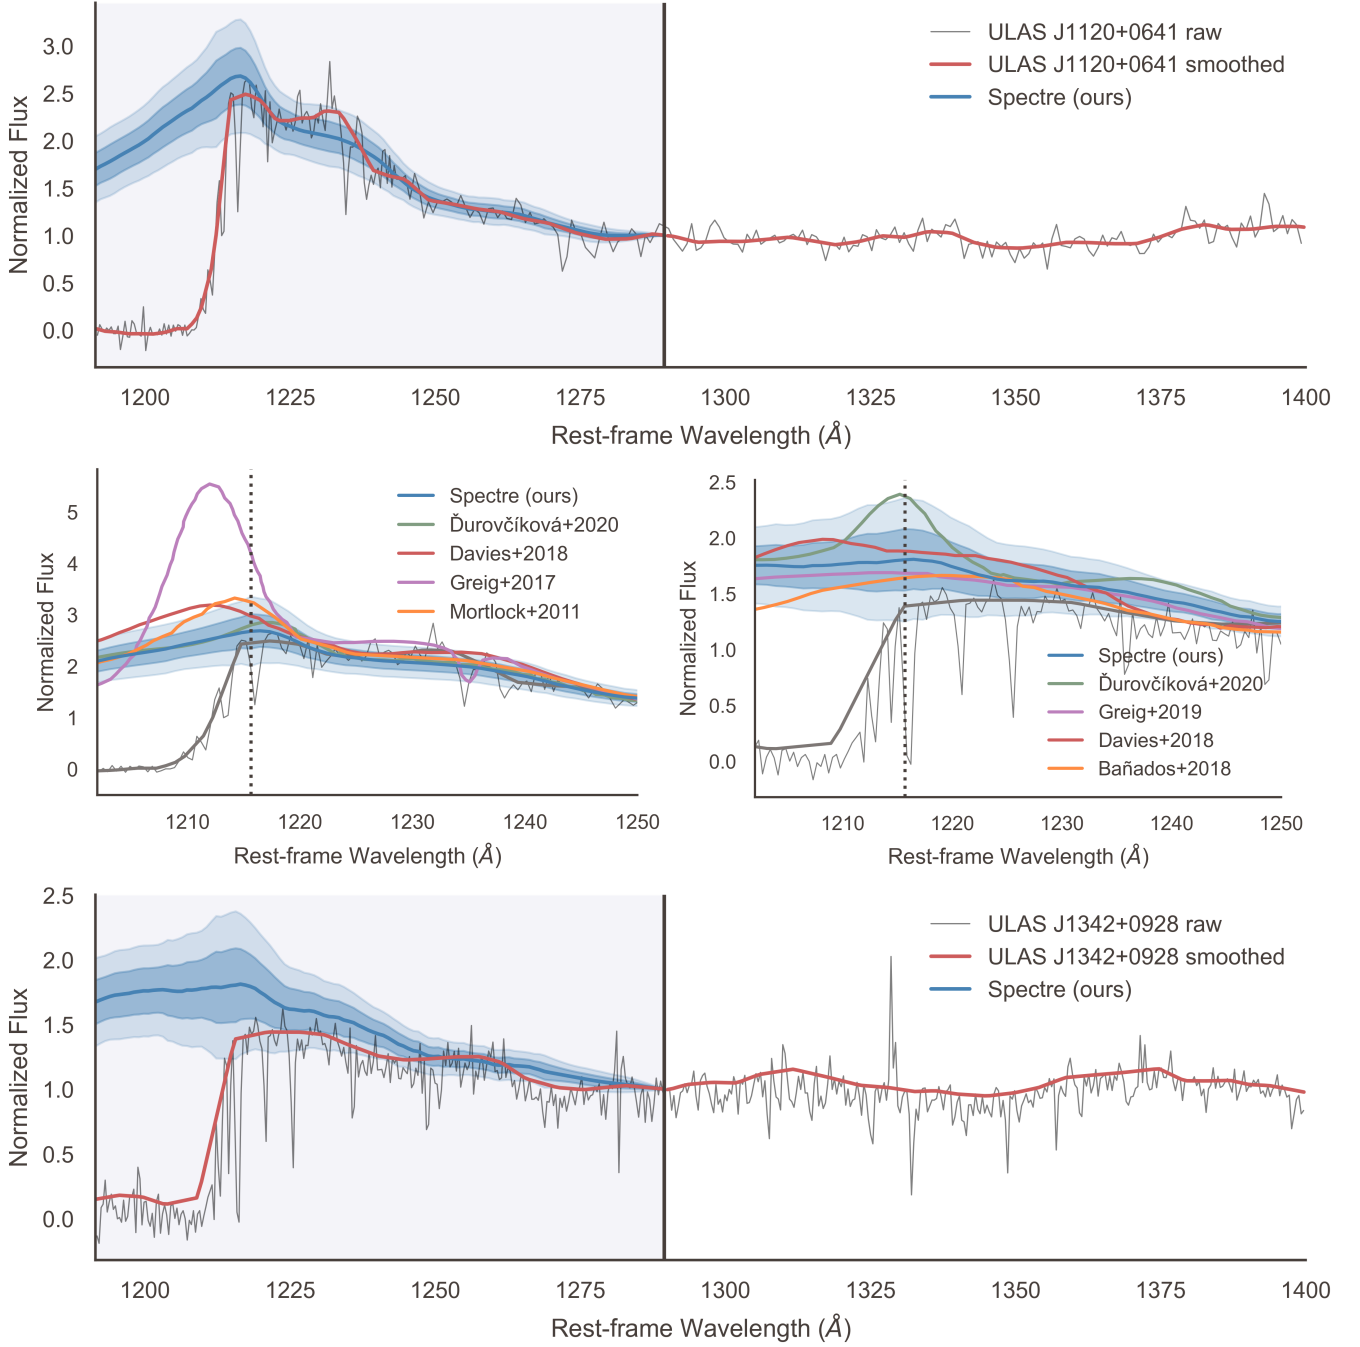 ULAS J1120+0641 raw
ULAS J1120+0641 smoothed
Spectre (ours)
Normalized Flux
3.0
2.5
2.0
1.5
1.0
0.5
0.0
1200 1225 1250 1275 1300 1325 1350 1375 1400
Rest-frame Wavelength (Å)
Spectre (ours)
Ďurovčíková+2020
Davies+2018
Greig+2017
Mortlock+2011
Normalized Flux
5
4
3
2
1
0
1210 1220 1230 1240 1250
Rest-frame Wavelength (Å)
Normalized Flux
2.5
2.0
1.5
1.0
0.5
0.0
Spectre (ours)
Ďurovčíková+2020
Greig+2019
Davies+2018
Bañados+2018
1210 1220 1230 1240 1250
Rest-frame Wavelength (Å)
ULAS J1342+0928 raw
ULAS J1342+0928 smoothed
Spectre (ours)
Normalized Flux
2.5
2.0
1.5
1.0
0.5
0.0
1200 1225 1250 1275 1300 1325 1350 1375 1400
Rest-frame Wavelength (Å)